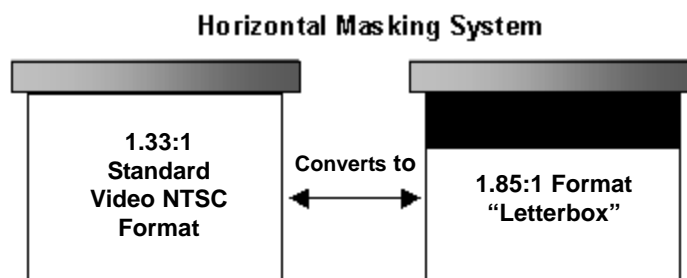 Horizontal Masking System
1.33:1
Standard
Video NTSC
Format
Converts to
1.85:1 Format
“Letterbox”